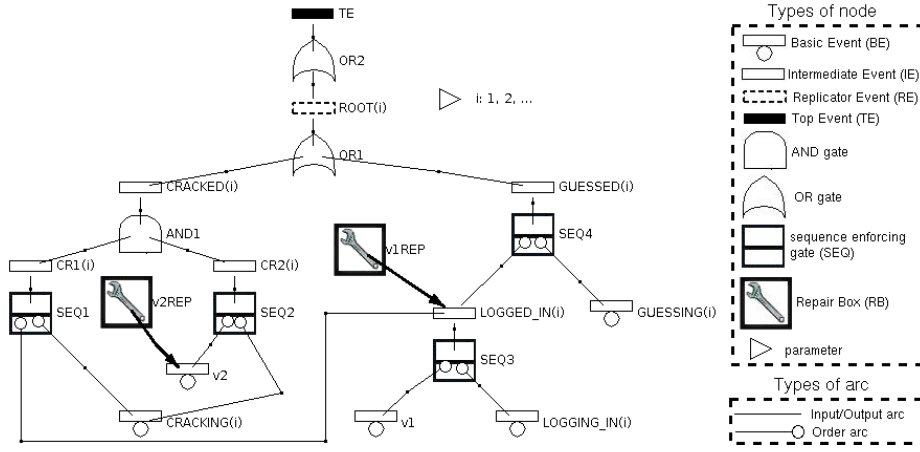 TE
OR2
ROOT(i)
i: 1, 2, ...
OR1
CRACKED(i)
GUESSED(i)
AND1
SEQ4
v1REP
CR1(i)
CR2(i)
v2REP
SEQ1
SEQ2
LOGGED_IN(i)
GUESSING(i)
SEQ3
v2
CRACKING(i)
v1
LOGGING_IN(i)
Types of node
Basic Event (BE)
Intermediate Event (IE)
Replicator Event (RE)
Top Event (TE)
AND gate
OR gate
sequence enforcing
gate (SEQ)
Repair Box (RB)
parameter
Types of arc
Input/Output arc
Order arc